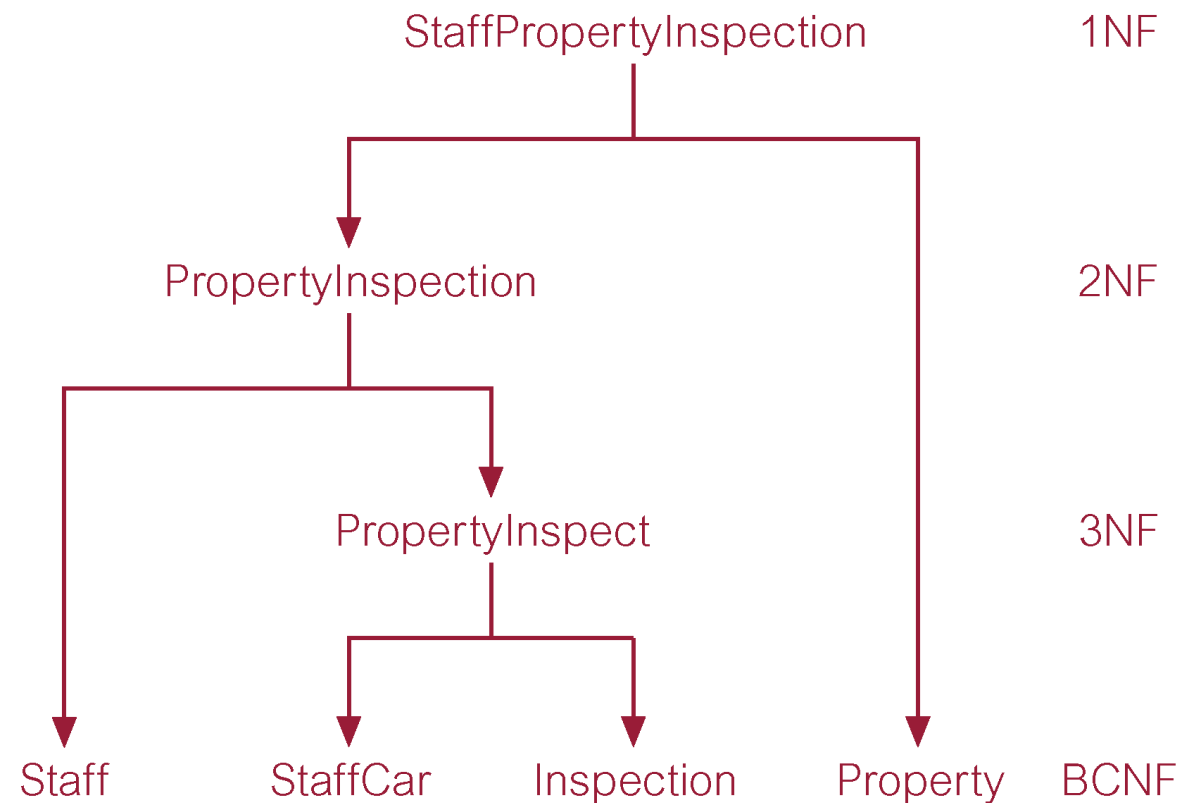 StaffPropertyInspection 1NF
PropertyInspection 2NF
PropertyInspect 3NF
Staff StaffCar Inspection Property BCNF